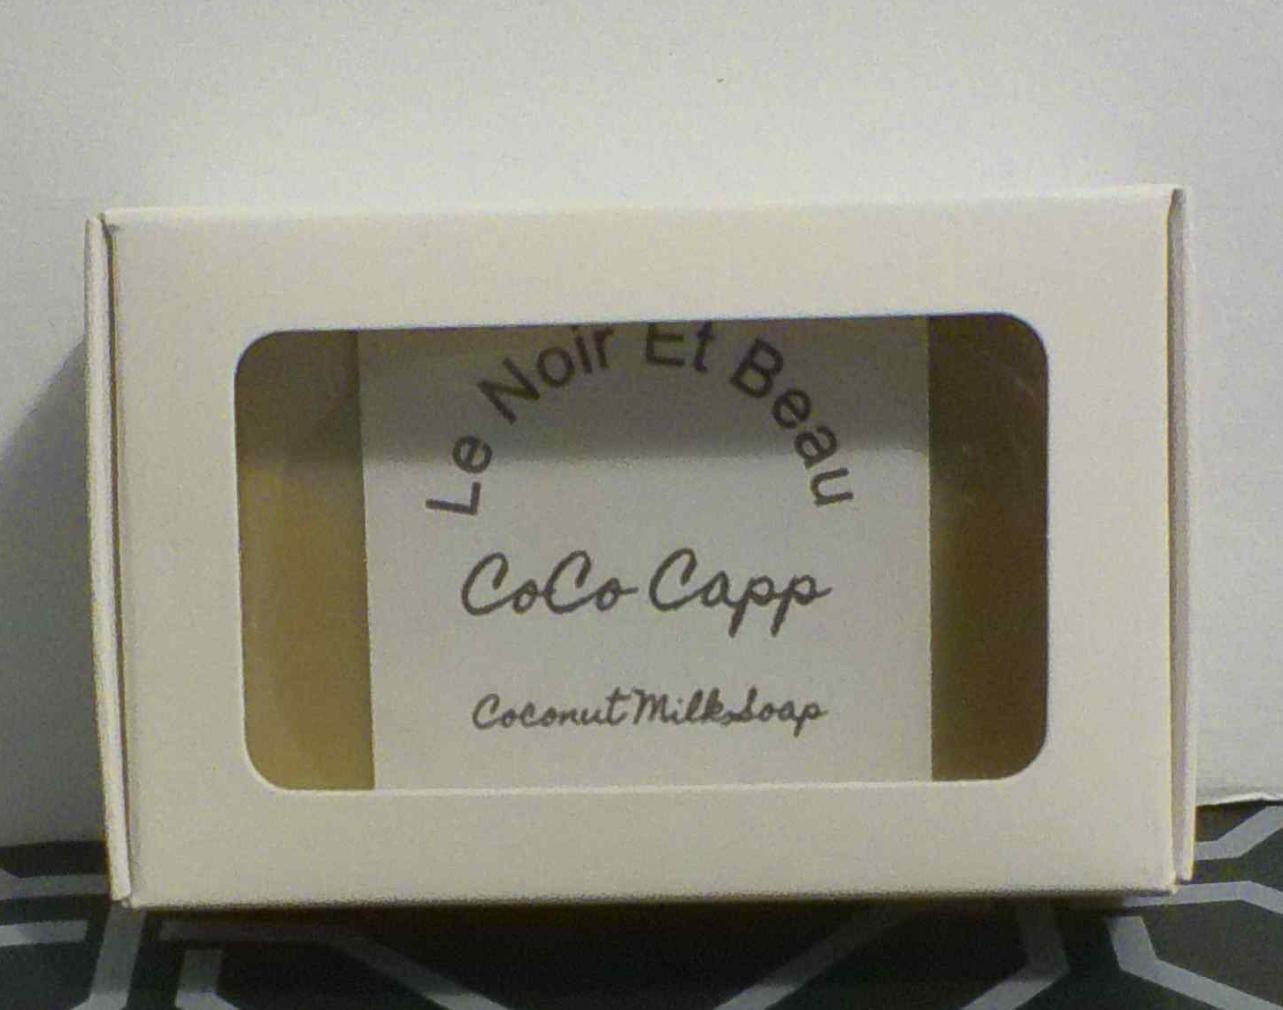 Le Noir Et Beau
CoCo Capp
Coconut Milk Soap